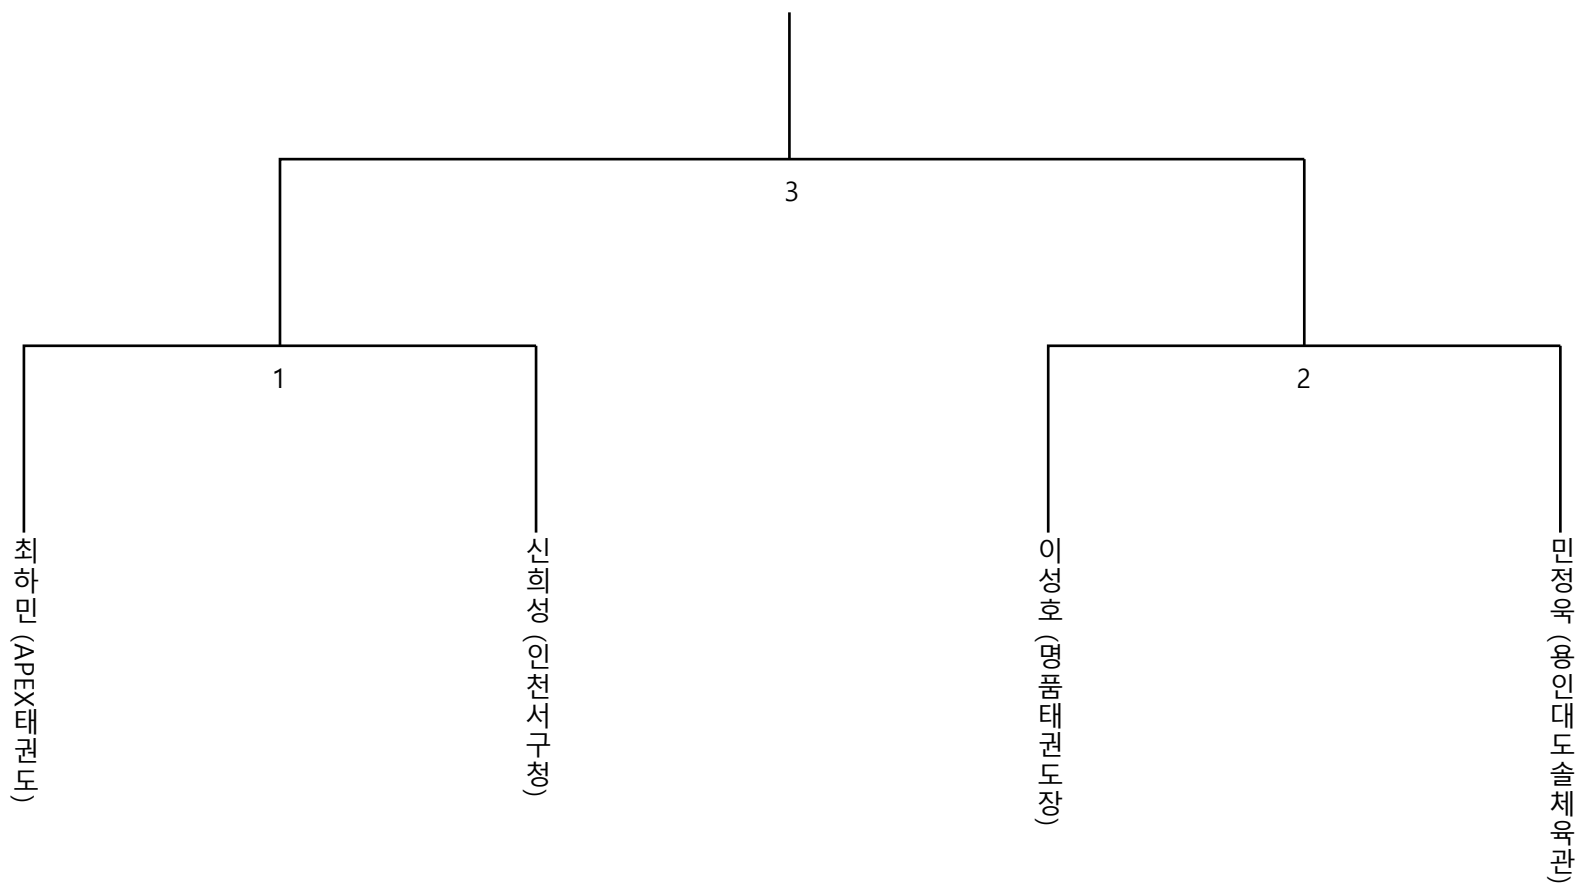 3
1
2
최하민 (APEX태권도)
신희성 (인천서구청)
이성호 (명품태권도장)
민정욱 (용인대도솔체육관)